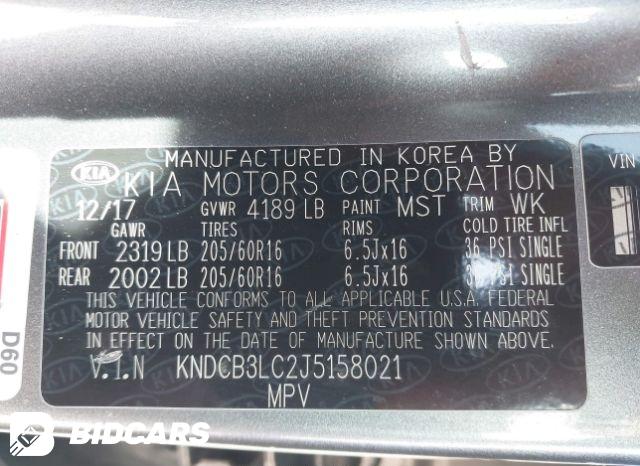 MANUFACTURED IN KOREA BY
KIA KIA MOTORS CORPORATION
12/17 GVWR 4189 LB PAINT MST TRIM WK
GAWR TIRES RIMS COLD TIRE INFL
FRONT 2319 LB 205/60R16 6.5Jx16 36 PSI SINGLE
REAR 2002 LB 205/60R16 6.5Jx16 PSI SINGLE
THIS VEHICLE CONFORMS TO ALL APPLICABLE U.S.A. FEDERAL
MOTOR VEHICLE SAFETY AND THEFT PREVENTION STANDARDS
IN EFFECT ON THE DATE OF MANUFACTURE SHOWN ABOVE.
V.I.N KNDCB3LC2J5158021
MPV
VIN
D60
BIDCARS